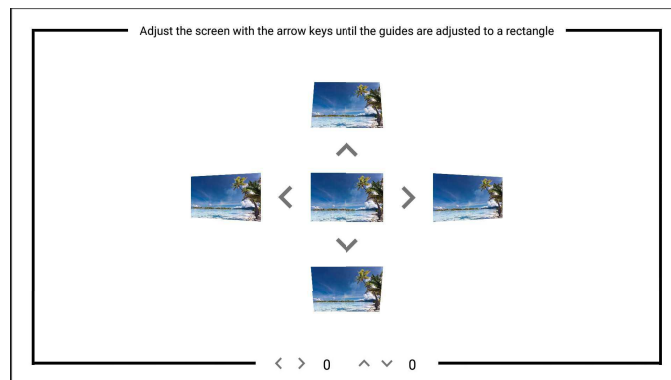 Adjust the screen with the arrow keys until the guides are adjusted to a rectangle
0 0